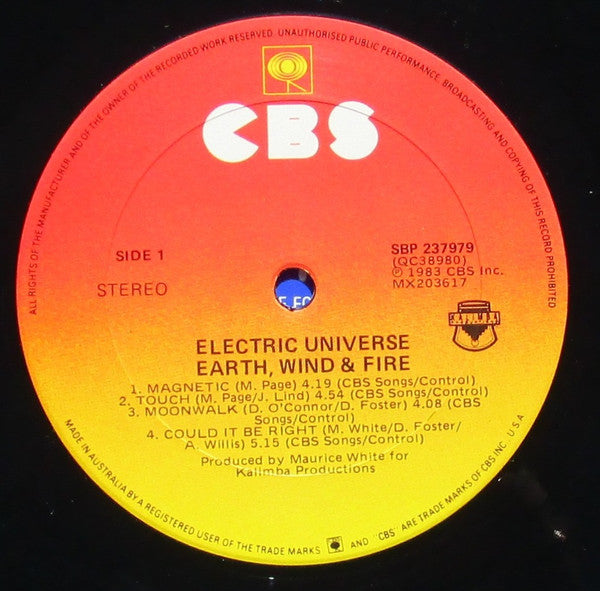 ALL RIGHTS OF THE MANUFACTURER AND OF THE OWNER OF THE RECORDED WORK RESERVED. UNAUTHORISED PUBLIC PERFORMANCE, BROADCASTING AND COPYING OF THIS RECORD PROHIBITED
CBS
SIDE 1
STEREO
SBP 237979
(QC38980)
℗ 1983 CBS Inc.
MX203617
ELECTRIC UNIVERSE
EARTH, WIND & FIRE
1. MAGNETIC (M. Page) 4.19 (CBS Songs/Control)
2. TOUCH (M. Page/J. Lind) 4.54 (CBS Songs/Control)
3. MOONWALK (D. O'Connor/D. Foster) 4.08 (CBS
Songs/Control)
4. COULD IT BE RIGHT (M. White/D. Foster/
A. Willis) 5.15 (CBS Songs/Control)
Produced by Maurice White for
Kalimba Productions
MADE IN AUSTRALIA BY A REGISTERED USER OF THE TRADE MARKS AND "CBS" ARE TRADE MARKS OF CBS INC. U.S.A